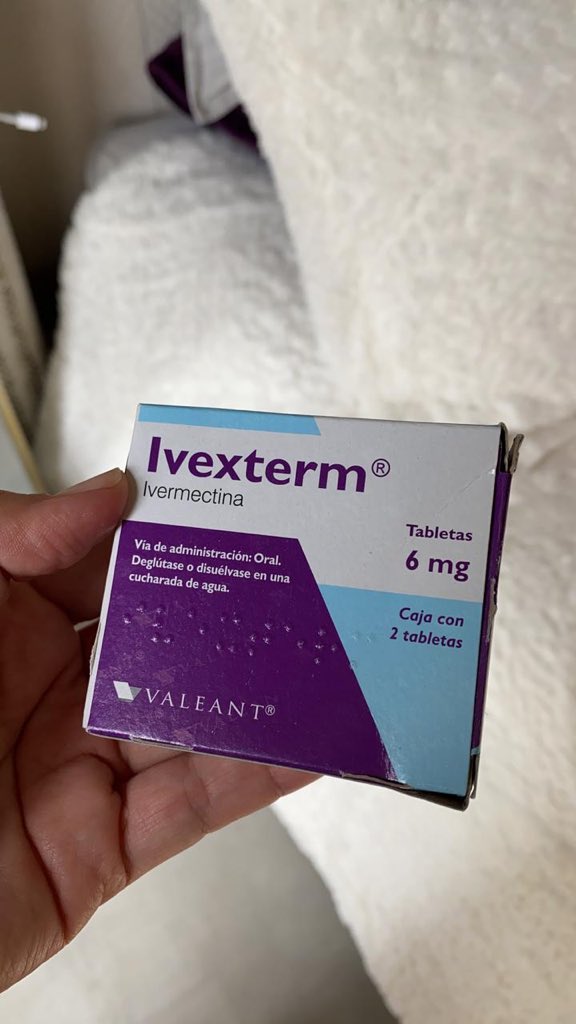 Ivexterm®
Ivermectina
Tabletas
6 mg
Vía de administración: Oral.
Deglútase o disuélvase en una
cucharada de agua.
Caja con
2 tabletas
VALEANT®